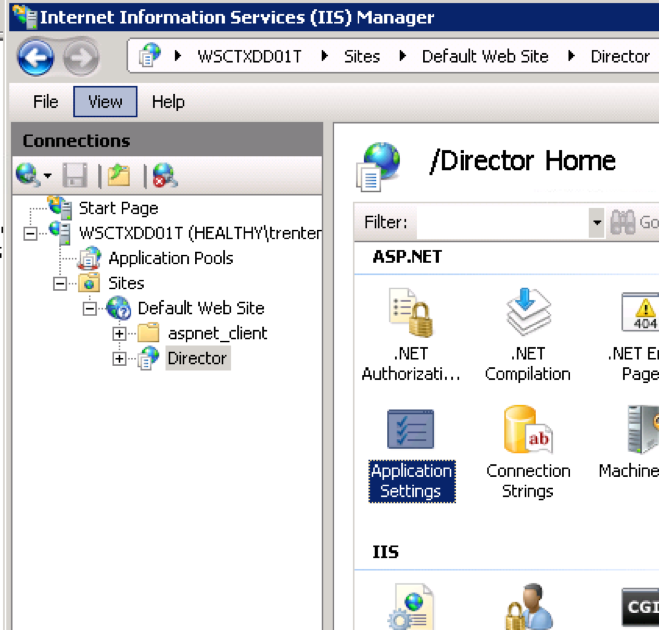 Internet Information Services (IIS) Manager
WSCTXDD01T Sites Default Web Site Director
File View Help
Connections
Start Page
WSCTXDD01T (HEALTHY\trenter
Application Pools
Sites
Default Web Site
aspnet_client
Director
/Director Home
Filter: Go
ASP.NET
404
.NET Authorizati...
.NET Compilation
.NET E
Page
ab
Application Settings
Connection Strings
Machine
IIS
CGI